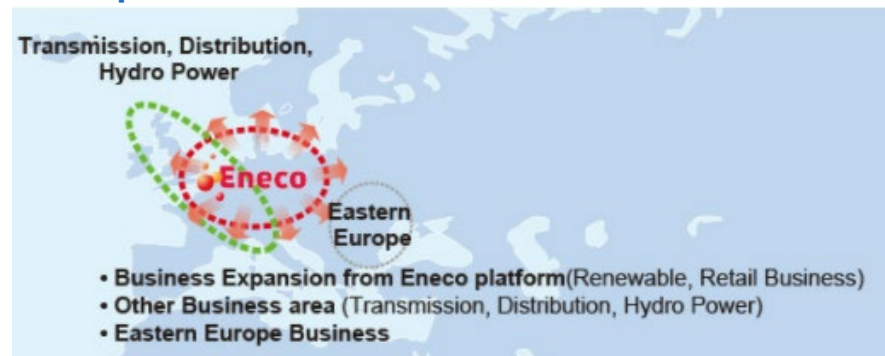 Transmission, Distribution,
Hydro Power
Eneco
Eastern
Europe
• Business Expansion from Eneco platform(Renewable, Retail Business)
• Other Business area (Transmission, Distribution, Hydro Power)
• Eastern Europe Business